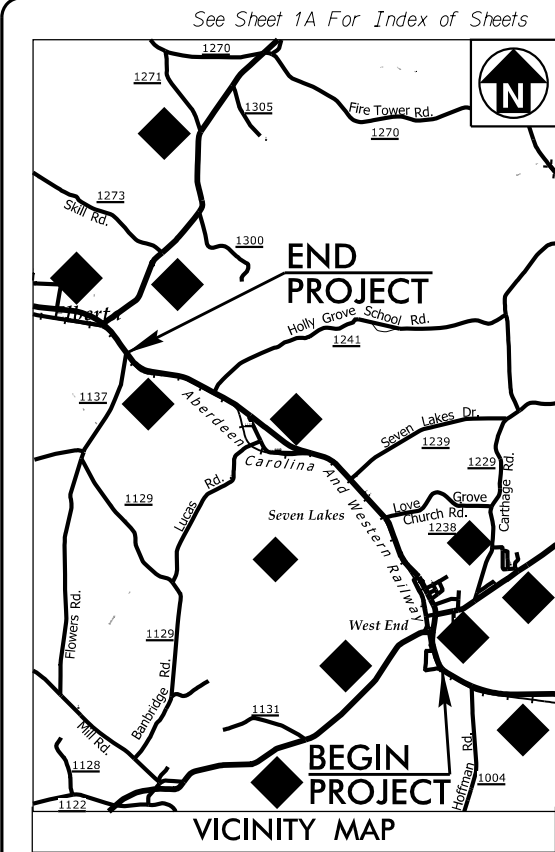 See Sheet 1A For Index of Sheets
1270
1271
1305
Fire Tower Rd.
1270
N
1273
Skill Rd.
1300
END
PROJECT
Holly Grove School Rd.
1241
1137
Aberdeen
Carolina And Western Railway
Seven Lakes Dr.
1239
1229
Carthage Rd.
Lucas Rd.
1129
Seven Lakes
Love Grove
Church Rd.
1238
Flowers Rd.
West End
1129
Banbridge Rd.
Mill Rd.
1131
1128
1122
BEGIN
PROJECT
Hoffman Rd.
1004
VICINITY MAP